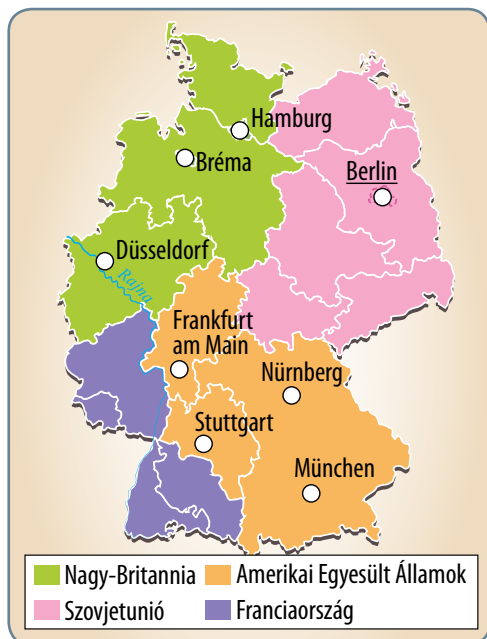 Hamburg
Bréma
Berlin
Düsseldorf
Rajna
Frankfurt
am Main
Nürnberg
Stuttgart
München
Nagy-Britannia
Amerikai Egyesült Államok
Szovjetunió
Franciaország